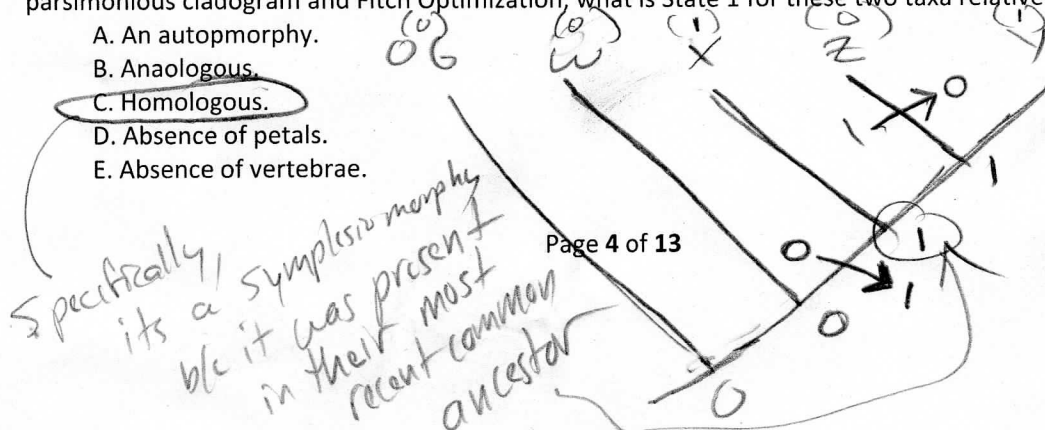 parsimonious cladogram and Fitch Optimization, what is State 1 for these two taxa relative
A. An autopmorphy.
B. Anaologous.
C. Homologous.
D. Absence of petals.
E. Absence of vertebrae.
(0) (0) (1) (0) (1)
OG W X Z
1 → 0
1
1
0 → 1
0
0
Specifically,
its a symplesiomorphy
b/c it was present
in their most
recent common
ancestor
Page 4 of 13